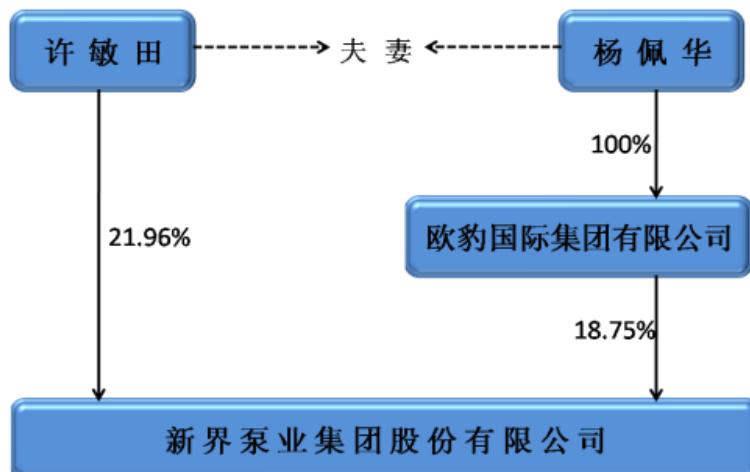 许敏田
夫妻
杨佩华
100%
欧豹国际集团有限公司
21.96%
18.75%
新界泵业集团股份有限公司